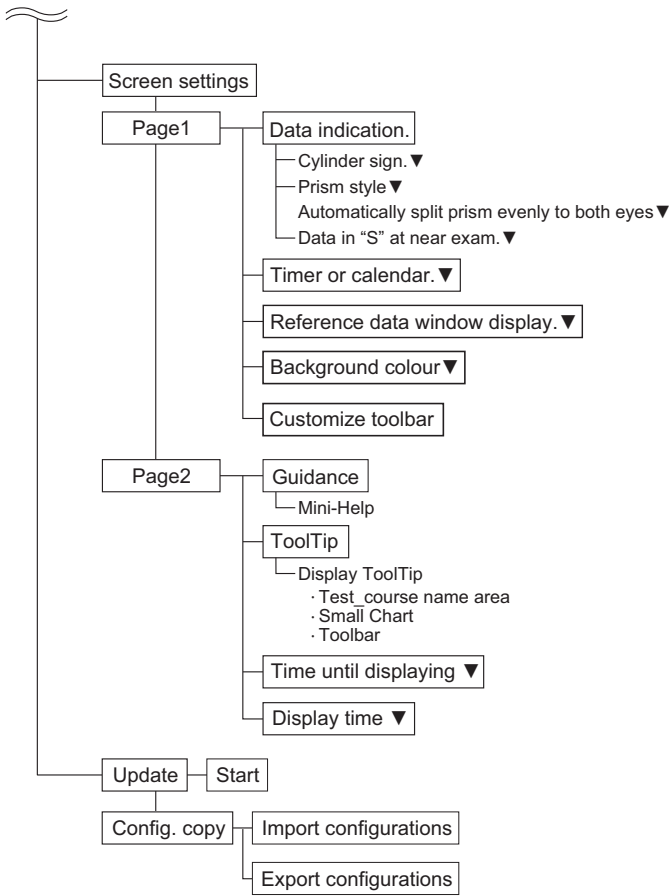 Screen settings
Page1
Data indication.
Cylinder sign.▼
Prism style▼
Automatically split prism evenly to both eyes▼
Data in “S” at near exam.▼
Timer or calendar.▼
Reference data window display.▼
Background colour▼
Customize toolbar
Page2
Guidance
Mini-Help
ToolTip
Display ToolTip
· Test_course name area
· Small Chart
· Toolbar
Time until displaying ▼
Display time ▼
Update
Start
Config. copy
Import configurations
Export configurations